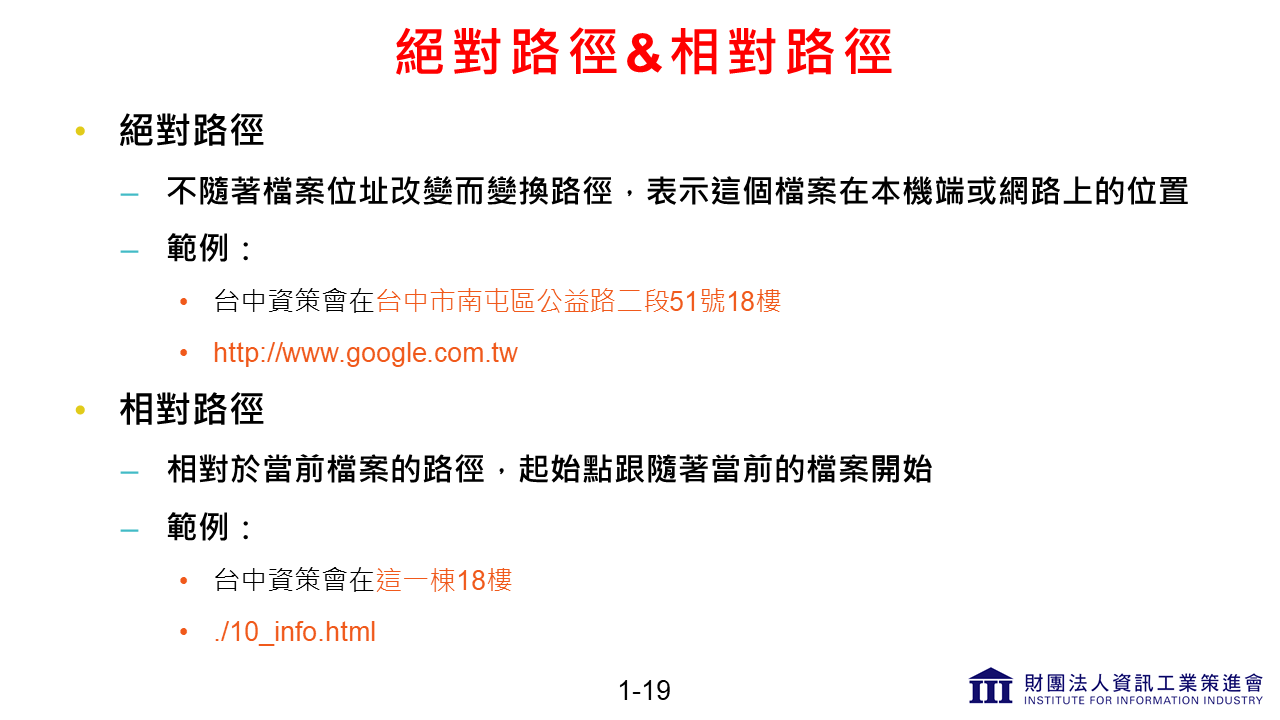 絕對路徑&相對路徑
• 絕對路徑
– 不隨著檔案位址改變而變換路徑，表示這個檔案在本機端或網路上的位置
– 範例：
• 台中資策會在台中市南屯區公益路二段51號18樓
• http://www.google.com.tw
• 相對路徑
– 相對於當前檔案的路徑，起始點跟隨著當前的檔案開始
– 範例：
• 台中資策會在這一棟18樓
• ./10_info.html
1-19
財團法人資訊工業策進會
INSTITUTE FOR INFORMATION INDUSTRY